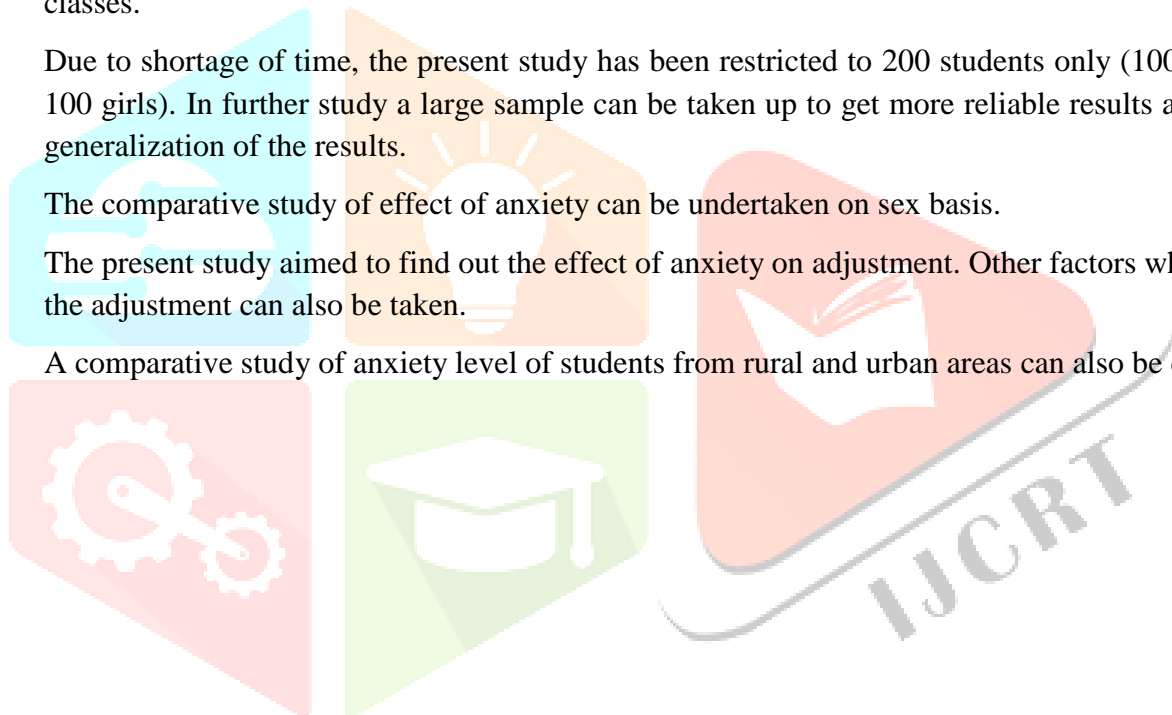 classes.
Due to shortage of time, the present study has been restricted to 200 students only (100
100 girls). In further study a large sample can be taken up to get more reliable results
generalization of the results.
The comparative study of effect of anxiety can be undertaken on sex basis.
The present study aimed to find out the effect of anxiety on adjustment. Other factors
the adjustment can also be taken.
A comparative study of anxiety level of students from rural and urban areas can also be
IJCRT